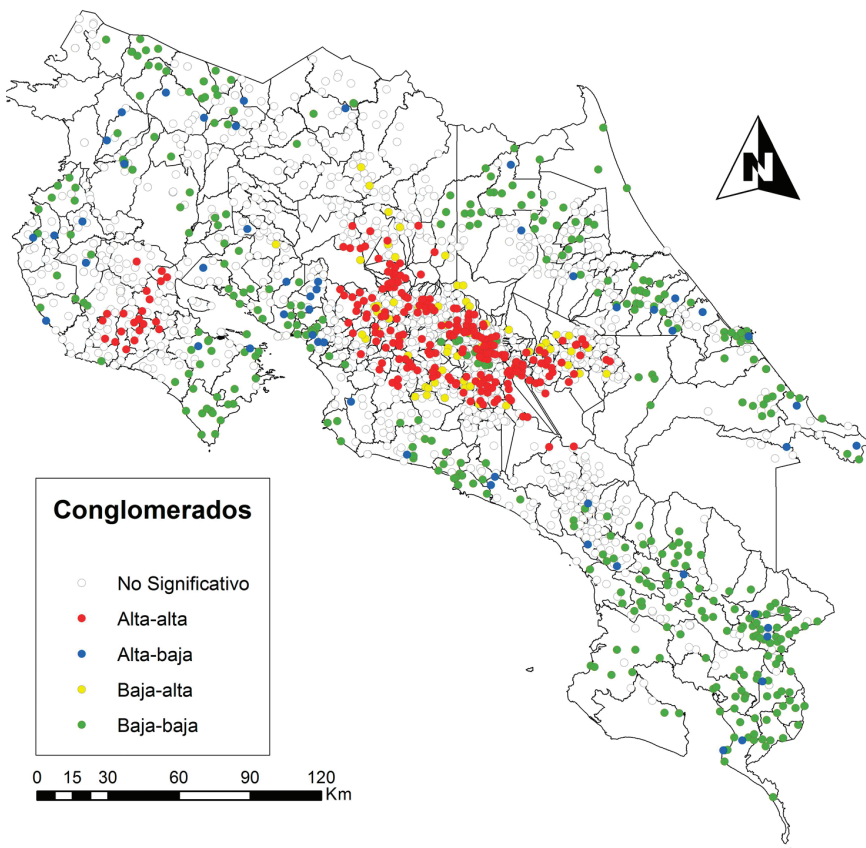 N
Conglomerados
No Significativo
Alta-alta
Alta-baja
Baja-alta
Baja-baja
0 15 30 60 90 120
Km